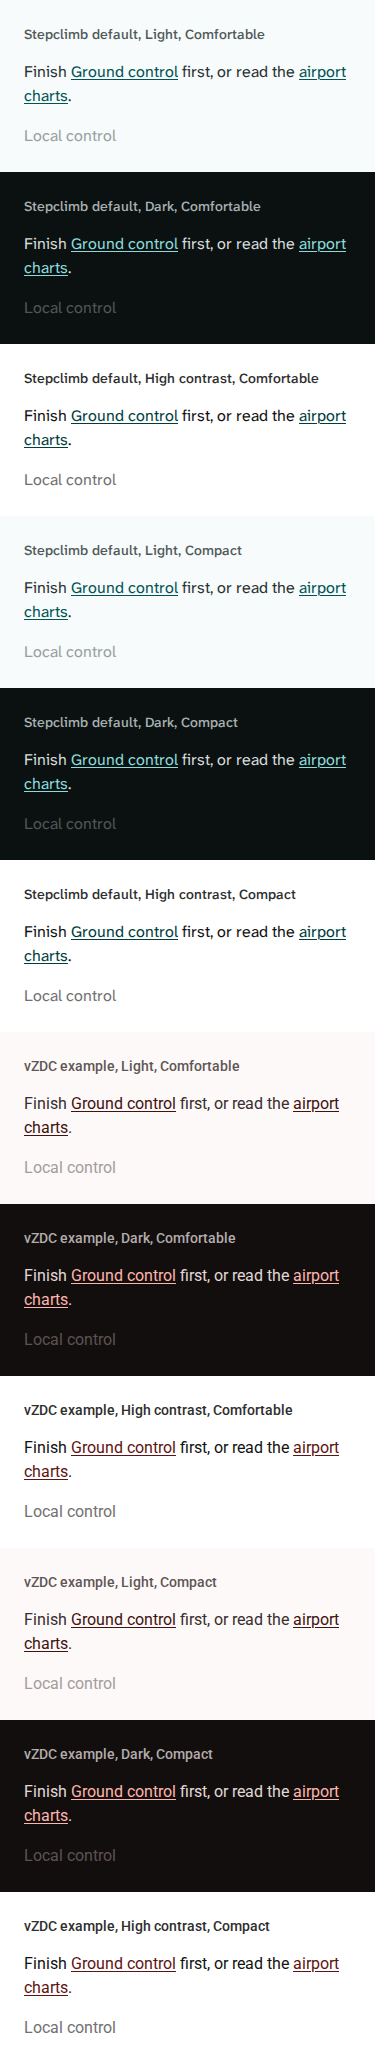 Stepclimb default, Light, Comfortable
Finish Ground control first, or read the airport
charts.
Local control
Stepclimb default, Dark, Comfortable
Finish Ground control first, or read the airport
charts.
Local control
Stepclimb default, High contrast, Comfortable
Finish Ground control first, or read the airport
charts.
Local control
Stepclimb default, Light, Compact
Finish Ground control first, or read the airport
charts.
Local control
Stepclimb default, Dark, Compact
Finish Ground control first, or read the airport
charts.
Local control
Stepclimb default, High contrast, Compact
Finish Ground control first, or read the airport
charts.
Local control
vZDC example, Light, Comfortable
Finish Ground control first, or read the airport
charts.
Local control
vZDC example, Dark, Comfortable
Finish Ground control first, or read the airport
charts.
Local control
vZDC example, High contrast, Comfortable
Finish Ground control first, or read the airport
charts.
Local control
vZDC example, Light, Compact
Finish Ground control first, or read the airport
charts.
Local control
vZDC example, Dark, Compact
Finish Ground control first, or read the airport
charts.
Local control
vZDC example, High contrast, Compact
Finish Ground control first, or read the airport
charts.
Local control